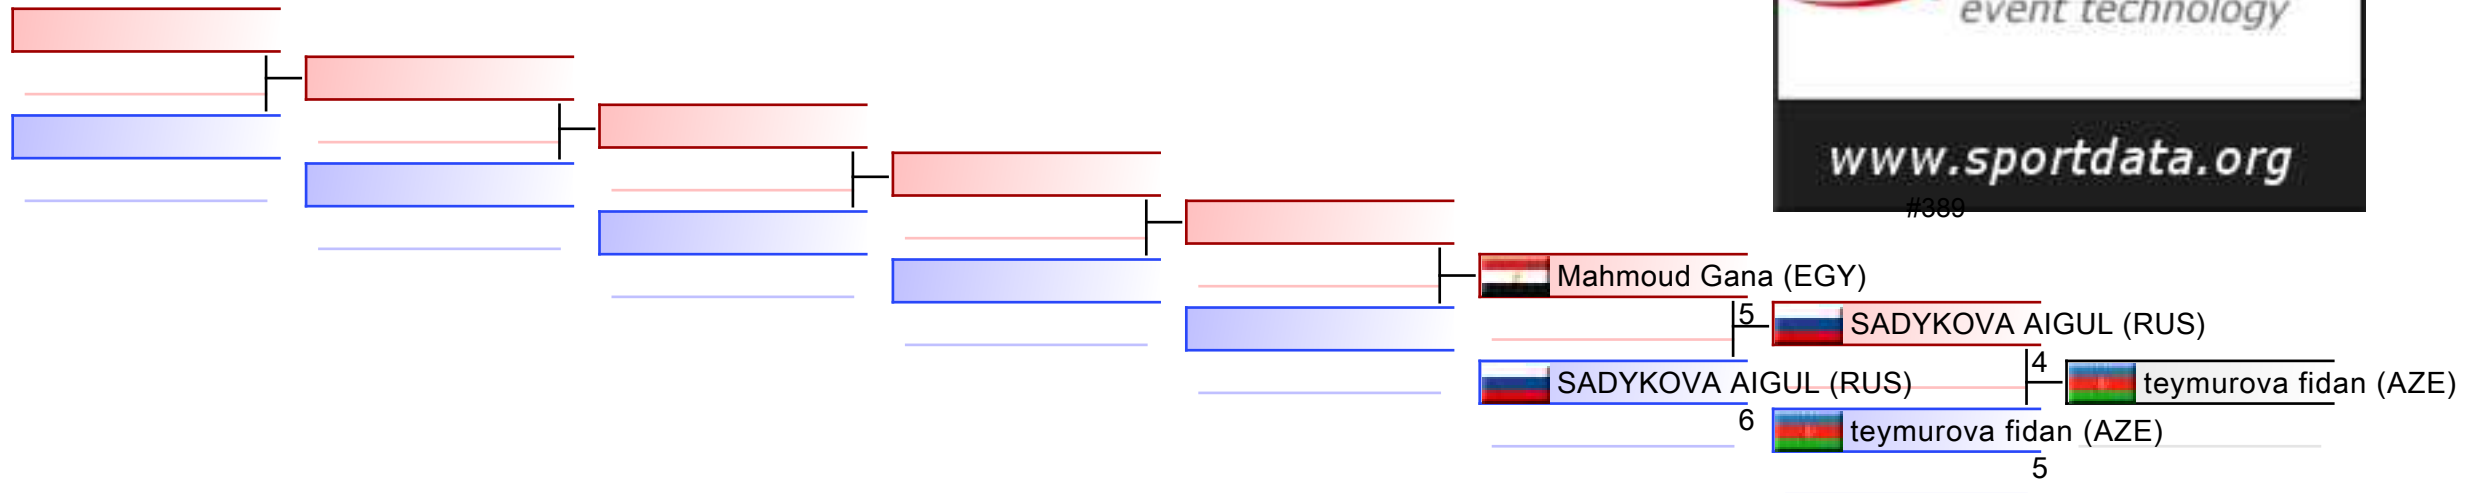 event technology
www.sportdata.org
#389
Mahmoud Gana (EGY)
5
SADYKOVA AIGUL (RUS)
4
SADYKOVA AIGUL (RUS)
teymurova fidan (AZE)
6
teymurova fidan (AZE)
5